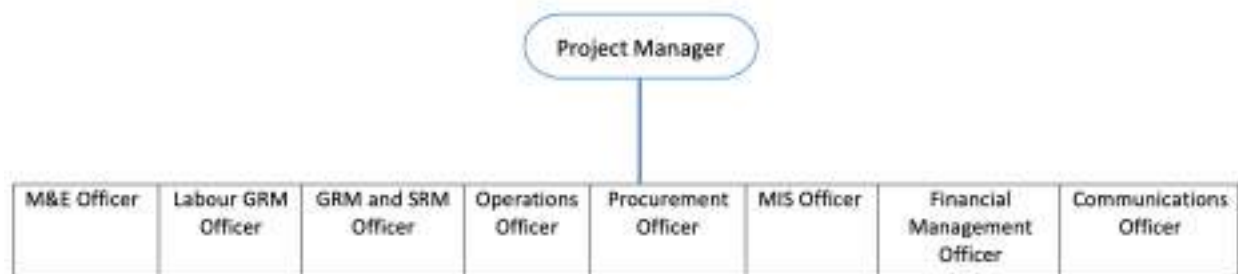 Project Manager
M&E Officer
Labour GRM
Officer
GRM and SRM
Officer
Operations
Officer
Procurement
Officer
MIS Officer
Financial
Management
Officer
Communications
Officer